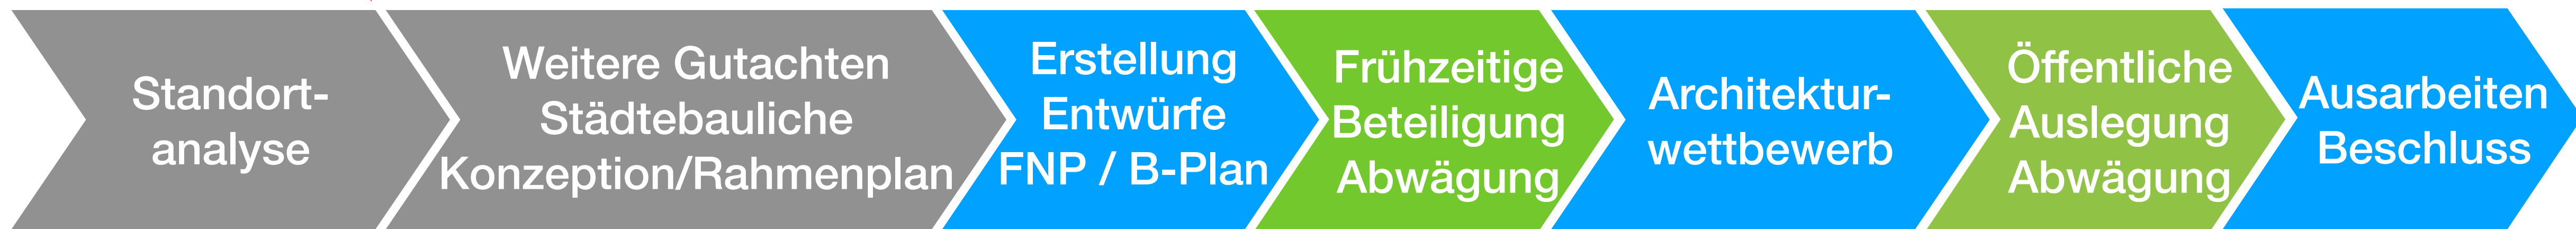 Standort-
analyse
Weitere Gutachten
Städtebauliche
Konzeption/Rahmenplan
Erstellung
Entwürfe
FNP / B-Plan
Frühzeitige
Beteiligung
Abwägung
Architektur-
wettbewerb
Öffentliche
Auslegung
Abwägung
Ausarbeiten
Beschluss